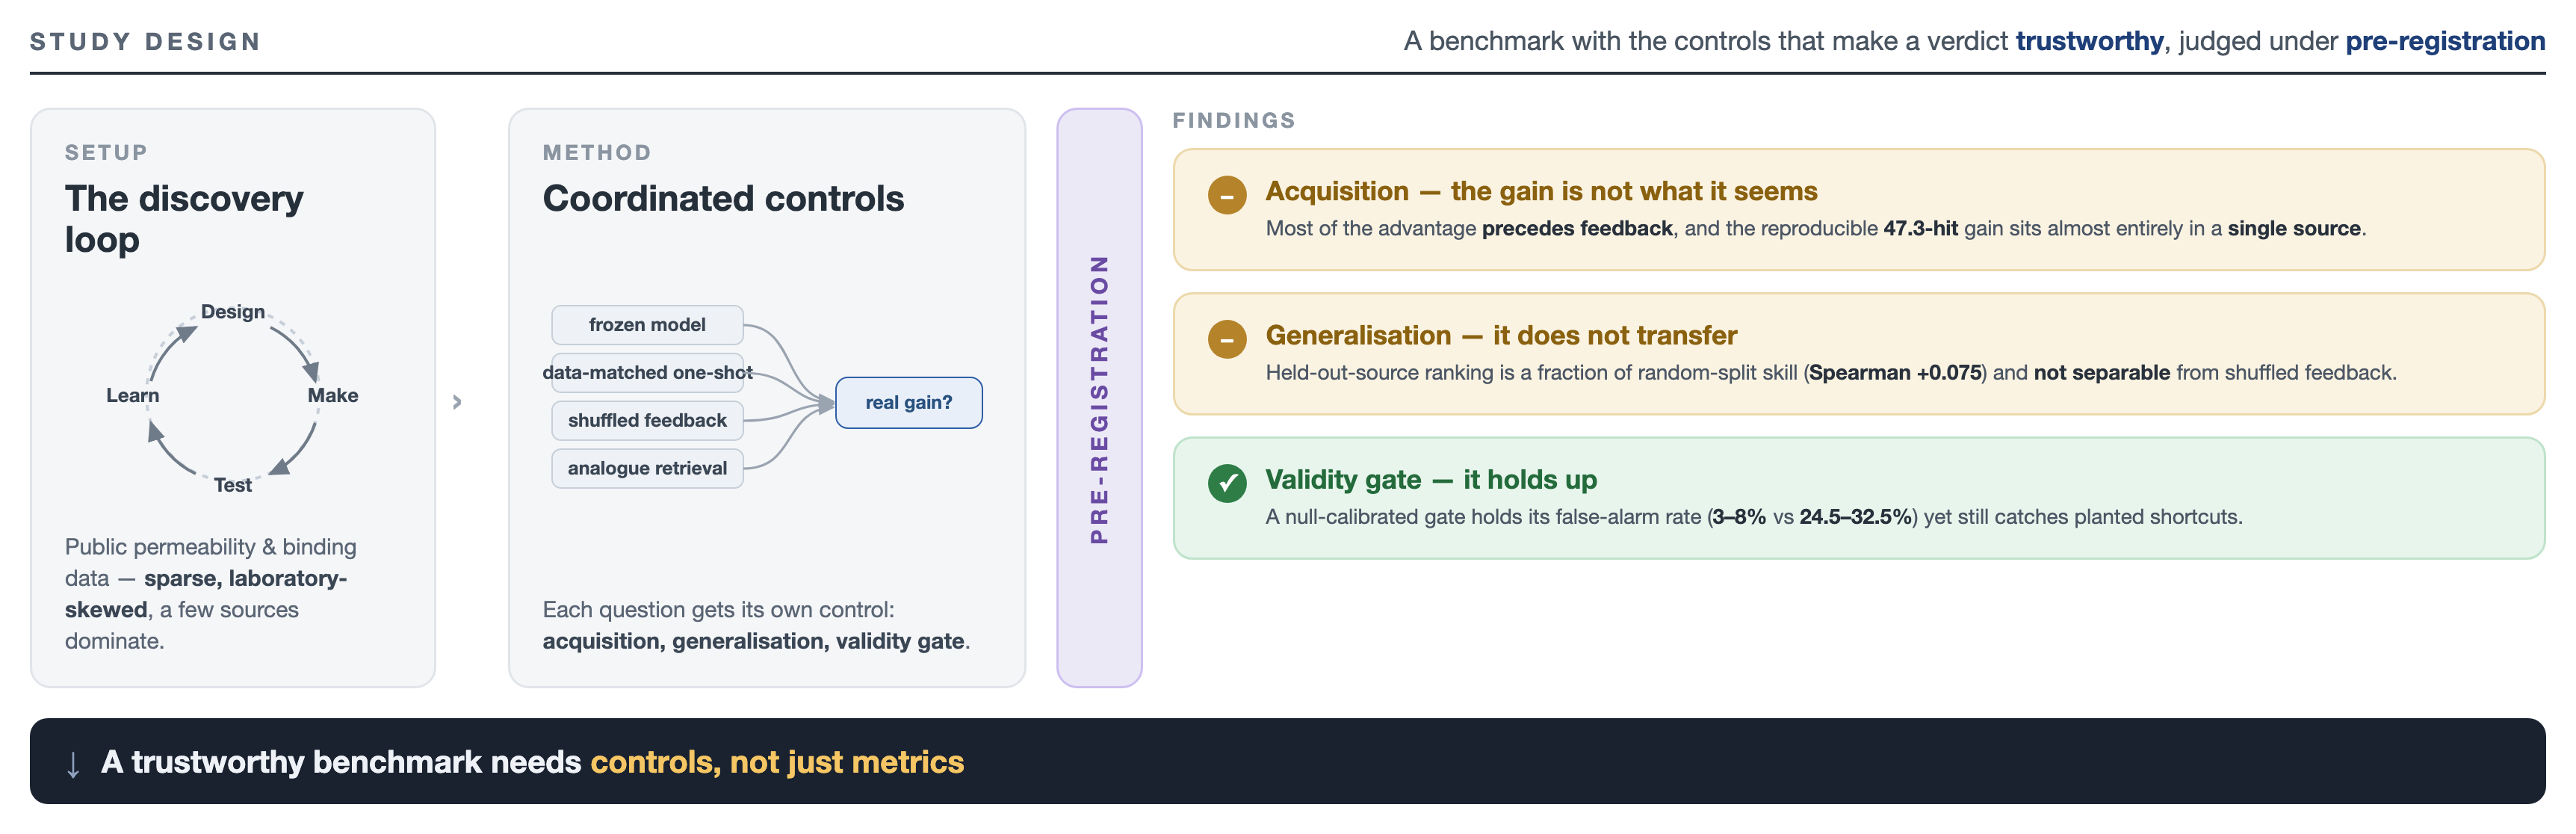 STUDY DESIGN
A benchmark with the controls that make a verdict trustworthy, judged under pre-registration
SETUP
The discovery
loop
Design
Learn
Make
Test
Public permeability & binding
data — sparse, laboratory-
skewed, a few sources
dominate.
›
METHOD
Coordinated controls
frozen model
data-matched one-shot
shuffled feedback
analogue retrieval
real gain?
Each question gets its own control:
acquisition, generalisation, validity gate.
PRE-REGISTRATION
FINDINGS
– Acquisition — the gain is not what it seems
Most of the advantage precedes feedback, and the reproducible 47.3-hit gain sits almost entirely in a single source.
– Generalisation — it does not transfer
Held-out-source ranking is a fraction of random-split skill (Spearman +0.075) and not separable from shuffled feedback.
✓ Validity gate — it holds up
A null-calibrated gate holds its false-alarm rate (3–8% vs 24.5–32.5%) yet still catches planted shortcuts.
↓ A trustworthy benchmark needs controls, not just metrics